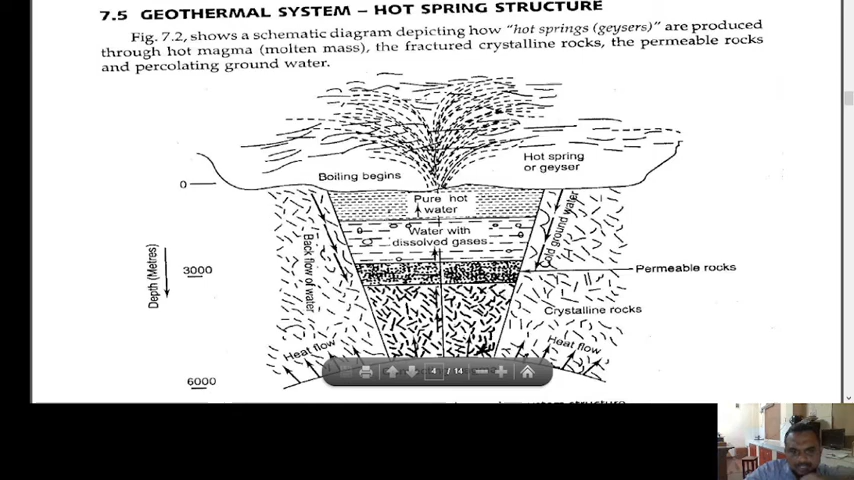 7.5 GEOTHERMAL SYSTEM – HOT SPRING STRUCTURE
Fig. 7.2, shows a schematic diagram depicting how "hot springs (geysers)" are produced
through hot magma (molten mass), the fractured crystalline rocks, the permeable rocks
and percolating ground water.
Hot spring
or geyser
Boiling begins
0
Pure hot
water
Water with
dissolved gases
Back flow of water
Cold ground water
Depth (Metres)
3000
Permeable rocks
Crystalline rocks
Heat flow
Heat flow
6000
4 / 14